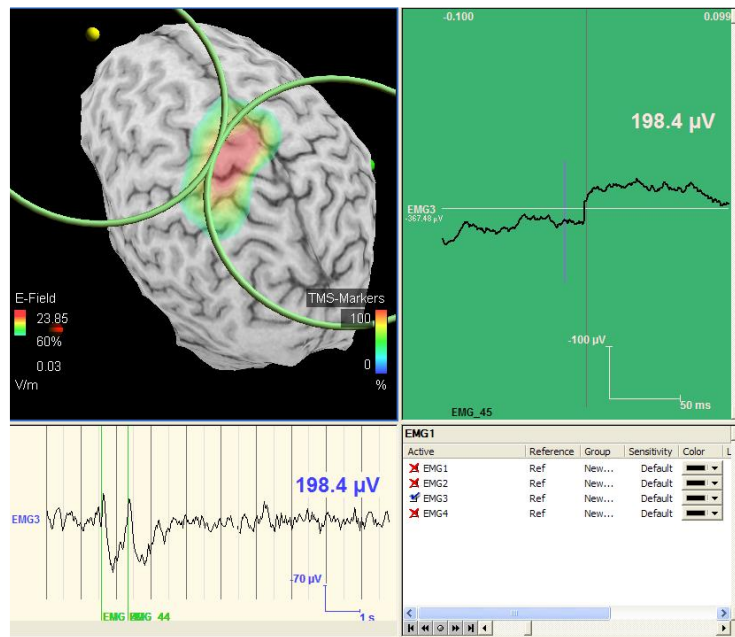 E-Field
23.85
60%
0.03
V/m
TMS-Markers
100
0
%
-0.100
0.099
198.4 µV
EMG3
-367.48 µV
-100 µV
50 ms
EMG_45
198.4 µV
EMG3
-70 µV
1 s
EMG_44
EMG1
Active Reference Group Sensitivity Color L
EMG1 Ref New... Default
EMG2 Ref New... Default
EMG3 Ref New... Default
EMG4 Ref New... Default